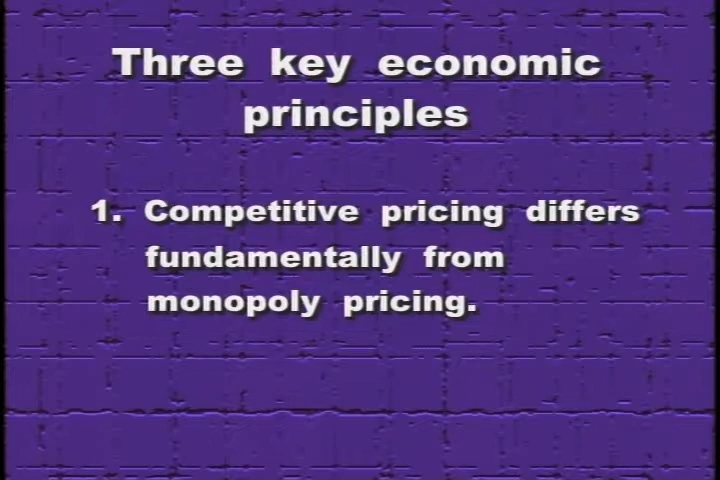 Three key economic
principles
1. Competitive pricing differs
fundamentally from
monopoly pricing.